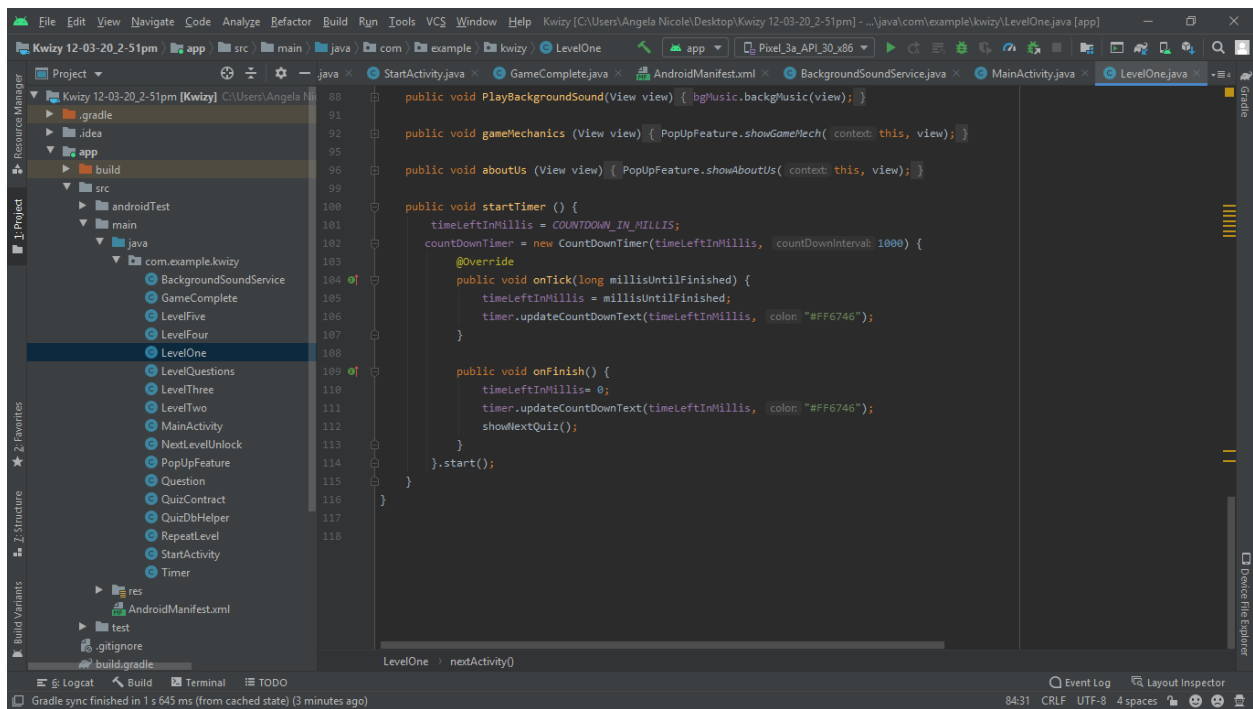 File Edit View Navigate Code Analyze Refactor Build Run Tools VCS Window Help Kwizy [C:\Users\Angela Nicole\Desktop\Kwizy 12-03-20_2-51pm] - ...\java\com\example\kwizy\LevelOne.java [app]
Kwizy 12-03-20_2-51pm app src main java com example kwizy LevelOne app Pixel_3a_API_30_x86
Project .java StartActivity.java GameComplete.java AndroidManifest.xml BackgroundSoundService.java MainActivity.java LevelOne.java
Resource Manager
1: Project
2: Favorites
7: Structure
Build Variants
Kwizy 12-03-20_2-51pm [Kwizy] C:\Users\Angela Ni
.gradle
.idea
app
build
src
androidTest
main
java
com.example.kwizy
BackgroundSoundService
GameComplete
LevelFive
LevelFour
LevelOne
LevelQuestions
LevelThree
LevelTwo
MainActivity
NextLevelUnlock
PopUpFeature
Question
QuizContract
QuizDbHelper
RepeatLevel
StartActivity
Timer
res
AndroidManifest.xml
test
.gitignore
build.gradle
88 public void PlayBackgroundSound(View view) { bgMusic.backgMusic(view); }
91
92 public void gameMechanics (View view) { PopUpFeature.showGameMech( context: this, view); }
95
96 public void aboutUs (View view) { PopUpFeature.showAboutUs( context: this, view); }
99
100 public void startTimer () {
101 timeLeftInMillis = COUNTDOWN_IN_MILLIS;
102 countDownTimer = new CountDownTimer(timeLeftInMillis, countDownInterval: 1000) {
103 @Override
104 public void onTick(long millisUntilFinished) {
105 timeLeftInMillis = millisUntilFinished;
106 timer.updateCountDownText(timeLeftInMillis, color: "#FF6746");
107 }
108
109 public void onFinish() {
110 timeLeftInMillis= 0;
111 timer.updateCountDownText(timeLeftInMillis, color: "#FF6746");
112 showNextQuiz();
113 }
114 }.start();
115 }
116 }
117
118
Gradle
Device File Explorer
LevelOne nextActivity()
6: Logcat Build Terminal TODO Event Log Layout Inspector
Gradle sync finished in 1 s 645 ms (from cached state) (3 minutes ago) 84:31 CRLF UTF-8 4 spaces